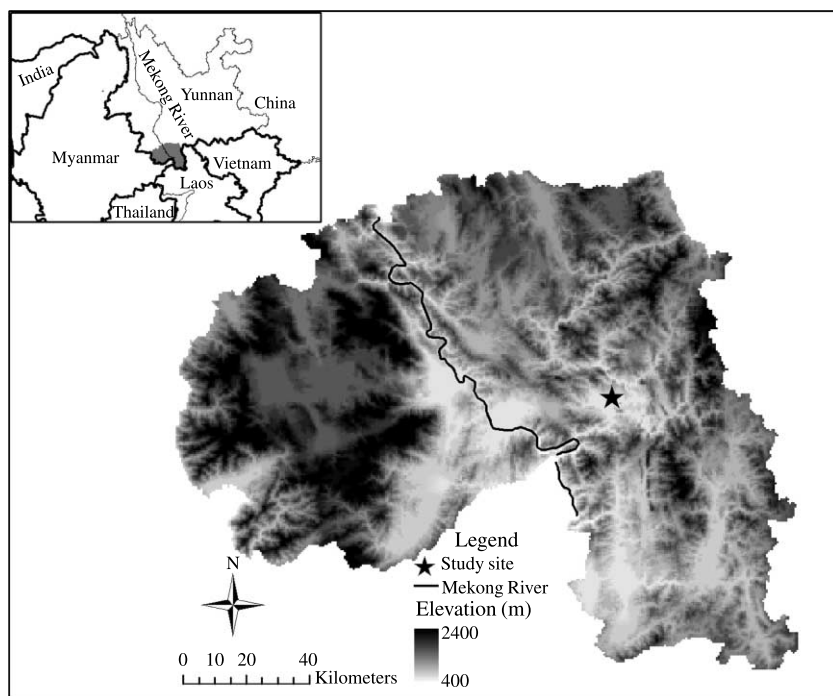 India
Mekong River
Yunnan
China
Myanmar
Vietnam
Laos
Thailand
Legend
Study site
Mekong River
Elevation (m)
2400
400
N
0 10 20 40
Kilometers